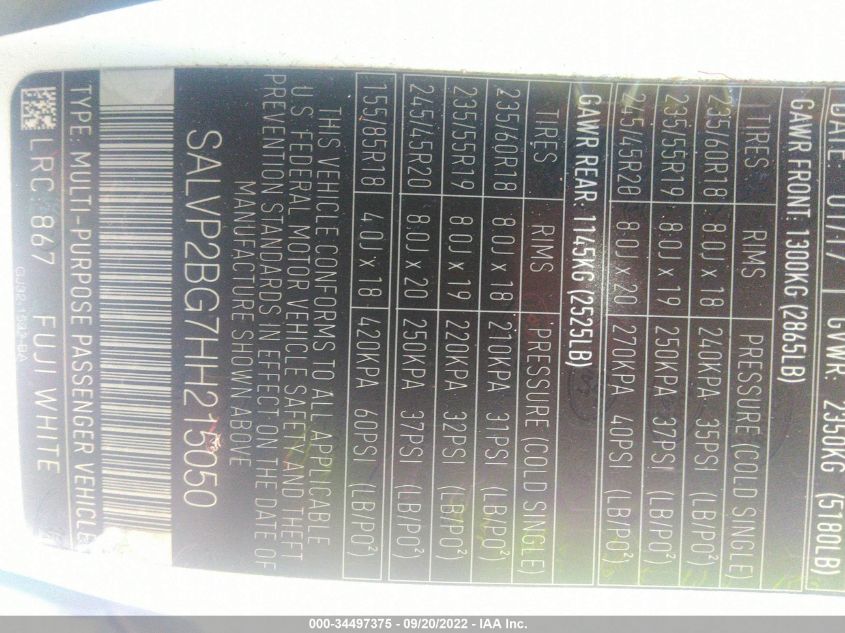 DATE: 01/17 GVWR: 2350KG (5180LB)
GAWR FRONT: 1300KG (2865LB)
TIRES RIMS PRESSURE (COLD SINGLE)
235/60R18 8.0J x 18 240KPA 35PSI (LB/PO²)
235/55R19 8.0J x 19 250KPA 37PSI (LB/PO²)
245/45R20 8.0J x 20 270KPA 40PSI (LB/PO²)
GAWR REAR: 1145KG (2525LB)
TIRES RIMS PRESSURE (COLD SINGLE)
235/60R18 8.0J x 18 210KPA 31PSI (LB/PO²)
235/55R19 8.0J x 19 220KPA 32PSI (LB/PO²)
245/45R20 8.0J x 20 250KPA 37PSI (LB/PO²)
155/85R18 4.0J x 18 420KPA 60PSI (LB/PO²)
THIS VEHICLE CONFORMS TO ALL APPLICABLE
U.S FEDERAL MOTOR VEHICLE SAFETY AND THEFT
PREVENTION STANDARDS IN EFFECT ON THE DATE OF
MANUFACTURE SHOWN ABOVE
SALVP2BG7HH215050
TYPE: MULTI-PURPOSE PASSENGER VEHICLE
LRC: 867 FUJI WHITE
000-34497375 - 09/20/2022 - IAA Inc.